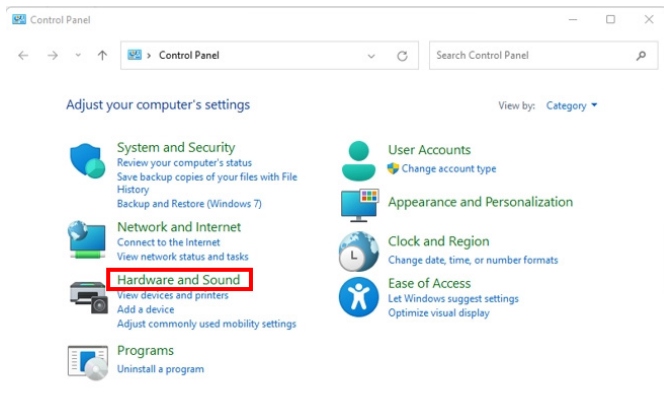 Control Panel
Control Panel
Search Control Panel
Adjust your computer's settings
View by: Category
System and Security
Review your computer's status
Save backup copies of your files with File
History
Backup and Restore (Windows 7)
Network and Internet
Connect to the Internet
View network status and tasks
Hardware and Sound
View devices and printers
Add a device
Adjust commonly used mobility settings
Programs
Uninstall a program
User Accounts
Change account type
Appearance and Personalization
Clock and Region
Change date, time, or number formats
Ease of Access
Let Windows suggest settings
Optimize visual display